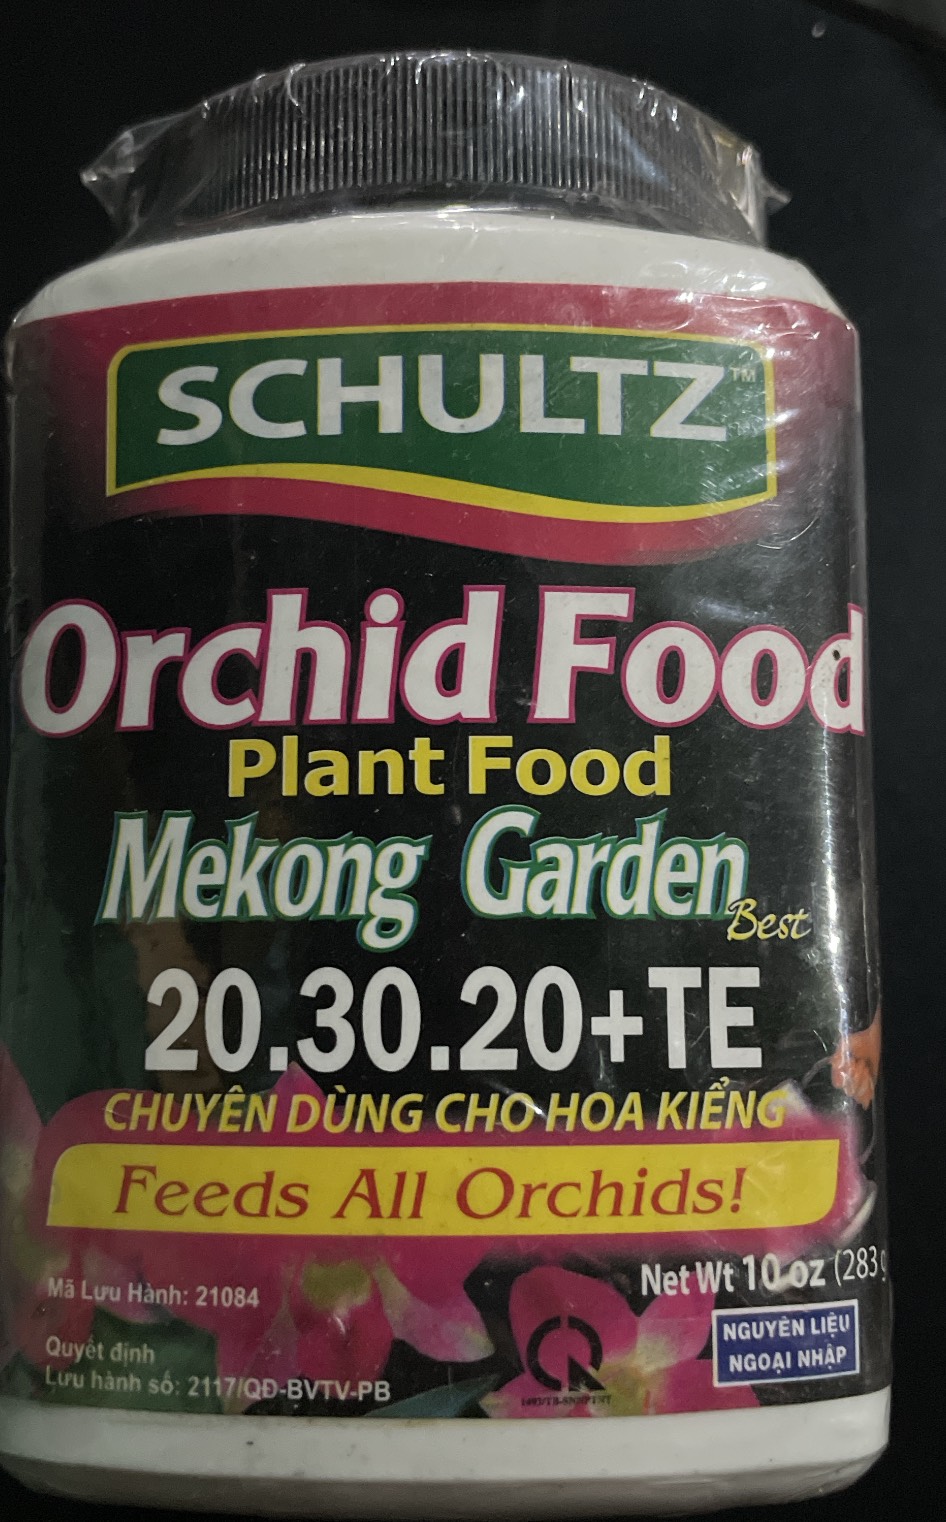 SCHULTZ™
Orchid Food
Plant Food
Mekong Garden
Best
20.30.20+TE
CHUYÊN DÙNG CHO HOA KIỂNG
Feeds All Orchids!
Net Wt 10 oz (283 g
Mã Lưu Hành: 21084
Quyết định
Lưu hành số: 2117/QĐ-BVTV-PB
NGUYÊN LIỆU
NGOẠI NHẬP